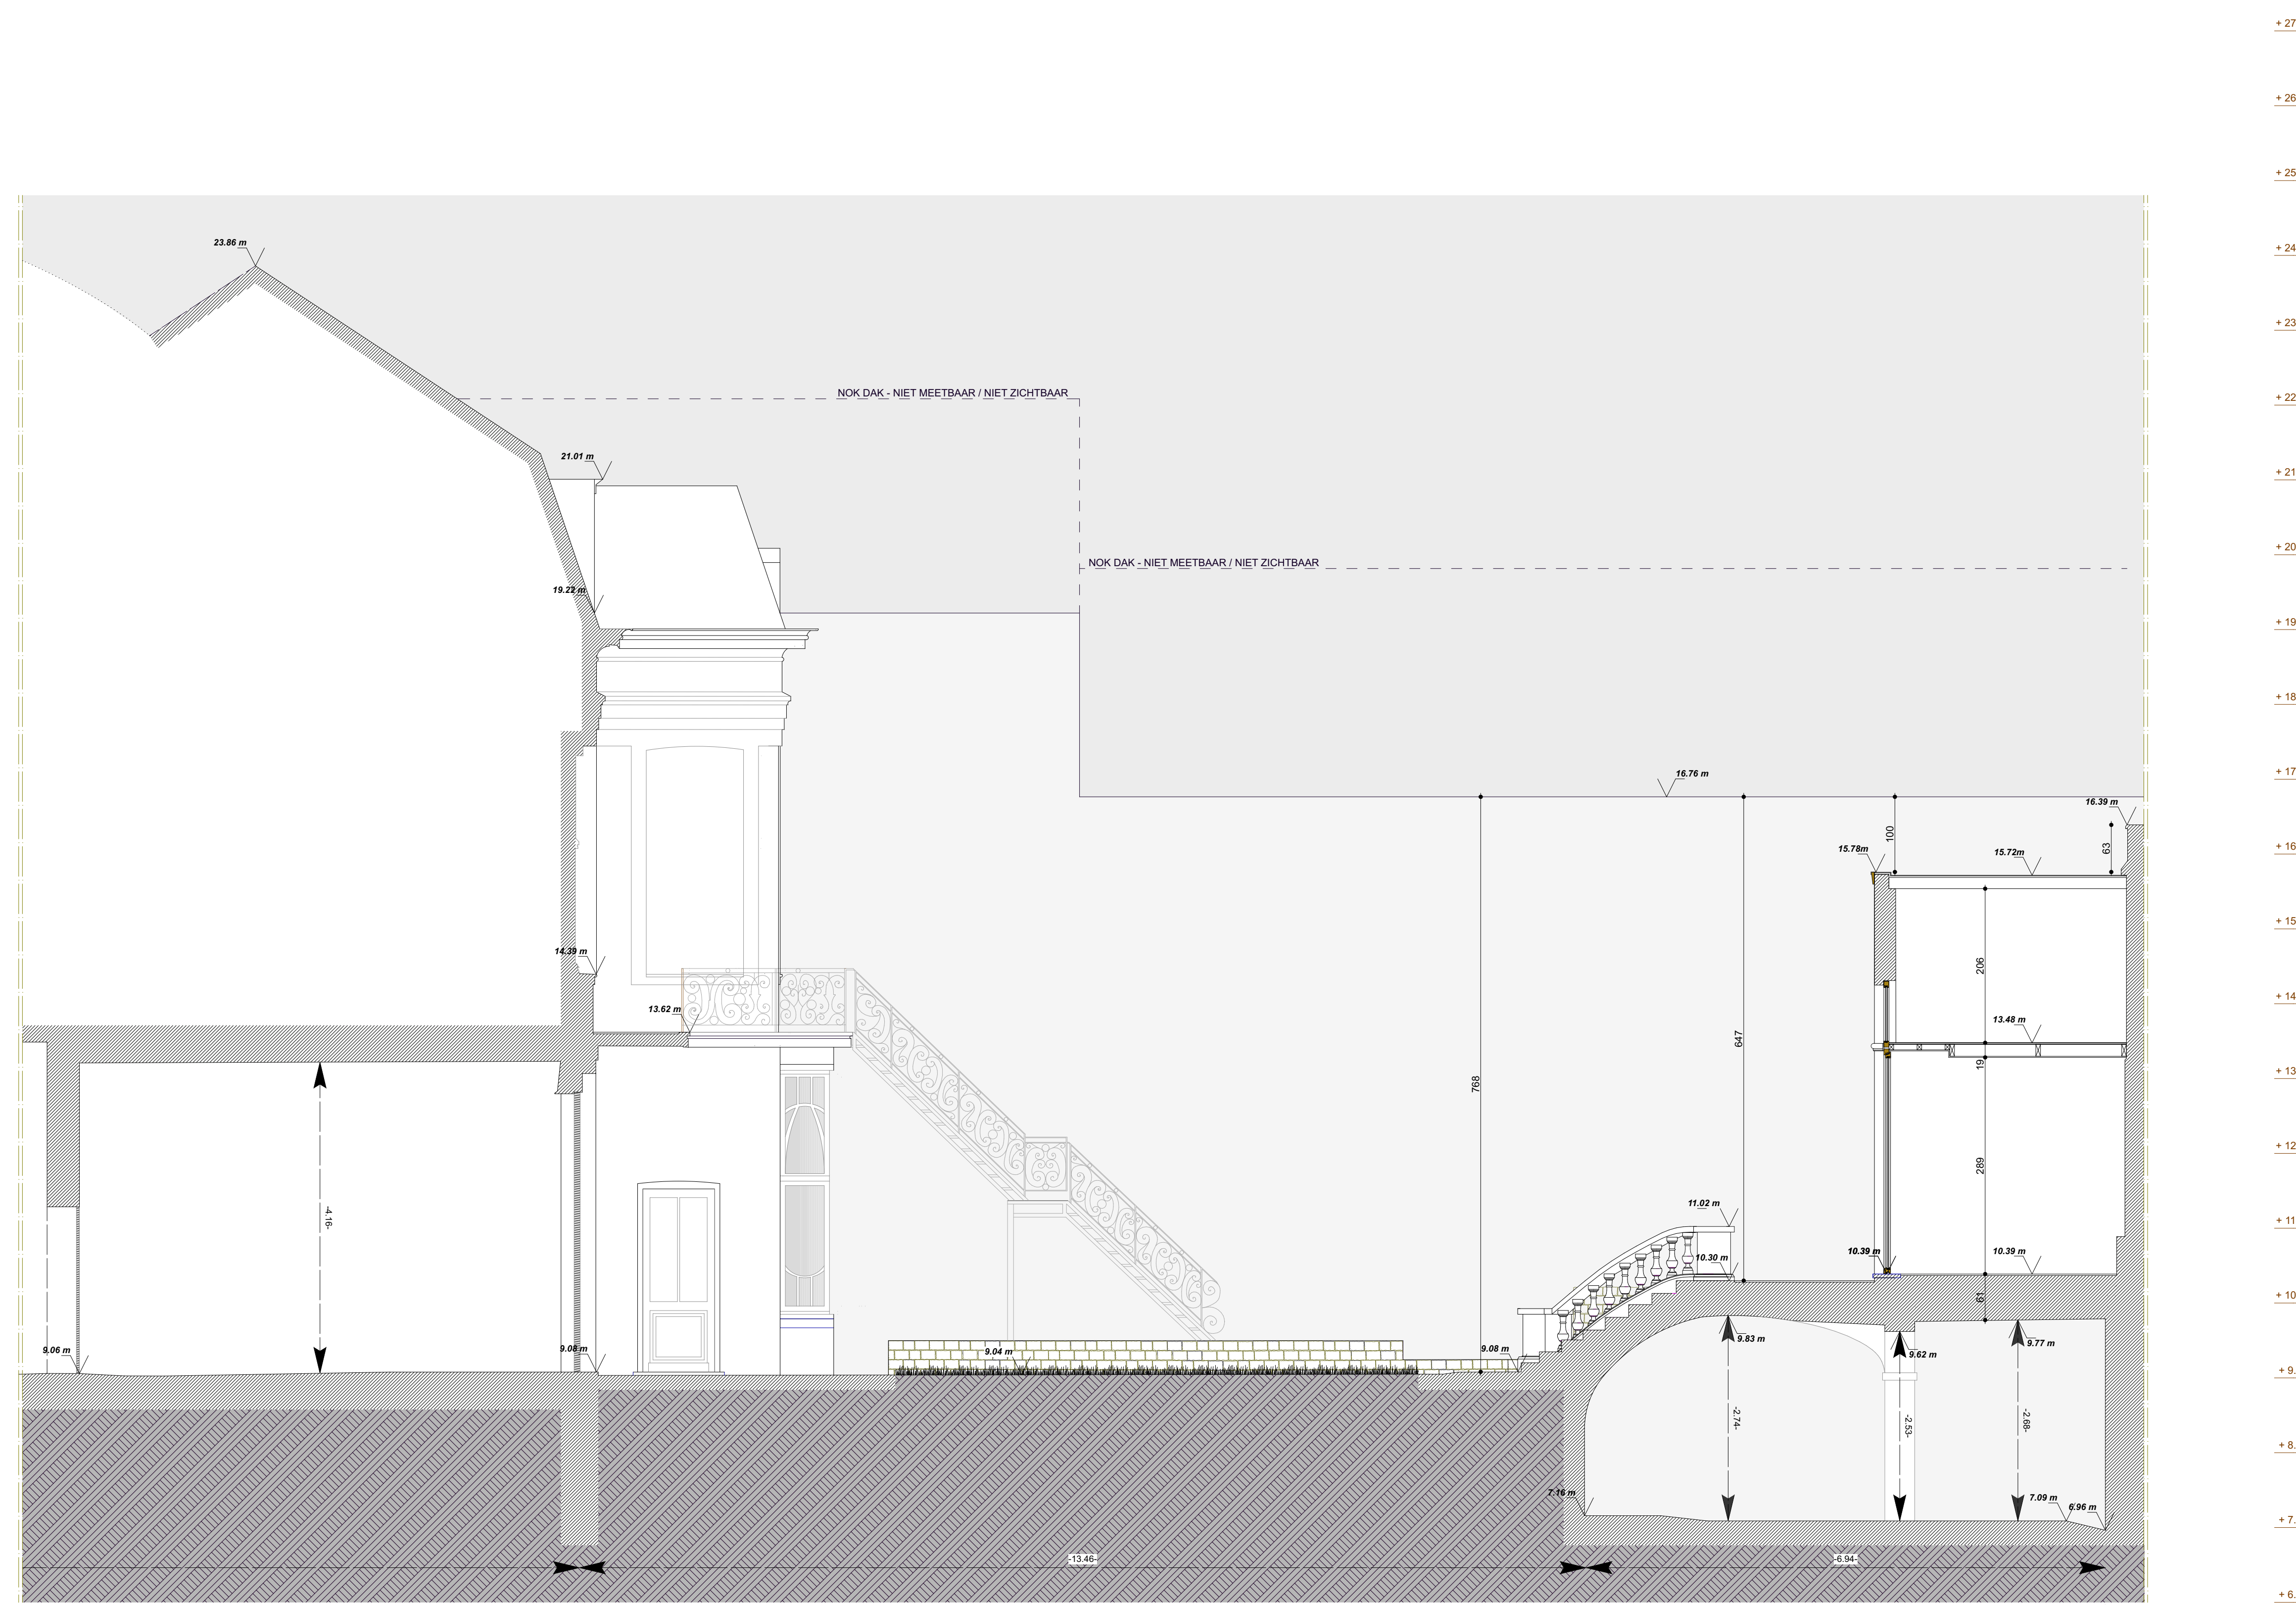 + 27
+ 26
+ 25
23.86 m
+ 24
+ 23
NOK DAK - NIET MEETBAAR / NIET ZICHTBAAR
+ 22
21.01 m
+ 21
NOK DAK - NIET MEETBAAR / NIET ZICHTBAAR
+ 20
19.22 m
+ 19
+ 18
16.76 m
+ 17
16.39 m
100
63
15.78m
15.72m
+ 16
+ 15
14.39 m
206
13.62 m
13.48 m
+ 14
647
19
768
+ 13
+ 12
289
-4.16-
11.02 m
+ 11
10.30 m
10.39 m
10.39 m
61
+ 10
9.06 m
9.08 m
9.04 m
9.08 m
9.83 m
9.62 m
9.77 m
+ 9.
-2.74-
-2.53-
-2.68-
+ 8.
7.16 m
7.09 m
6.96 m
+ 7.
-13.46-
-6.94-
+ 6.